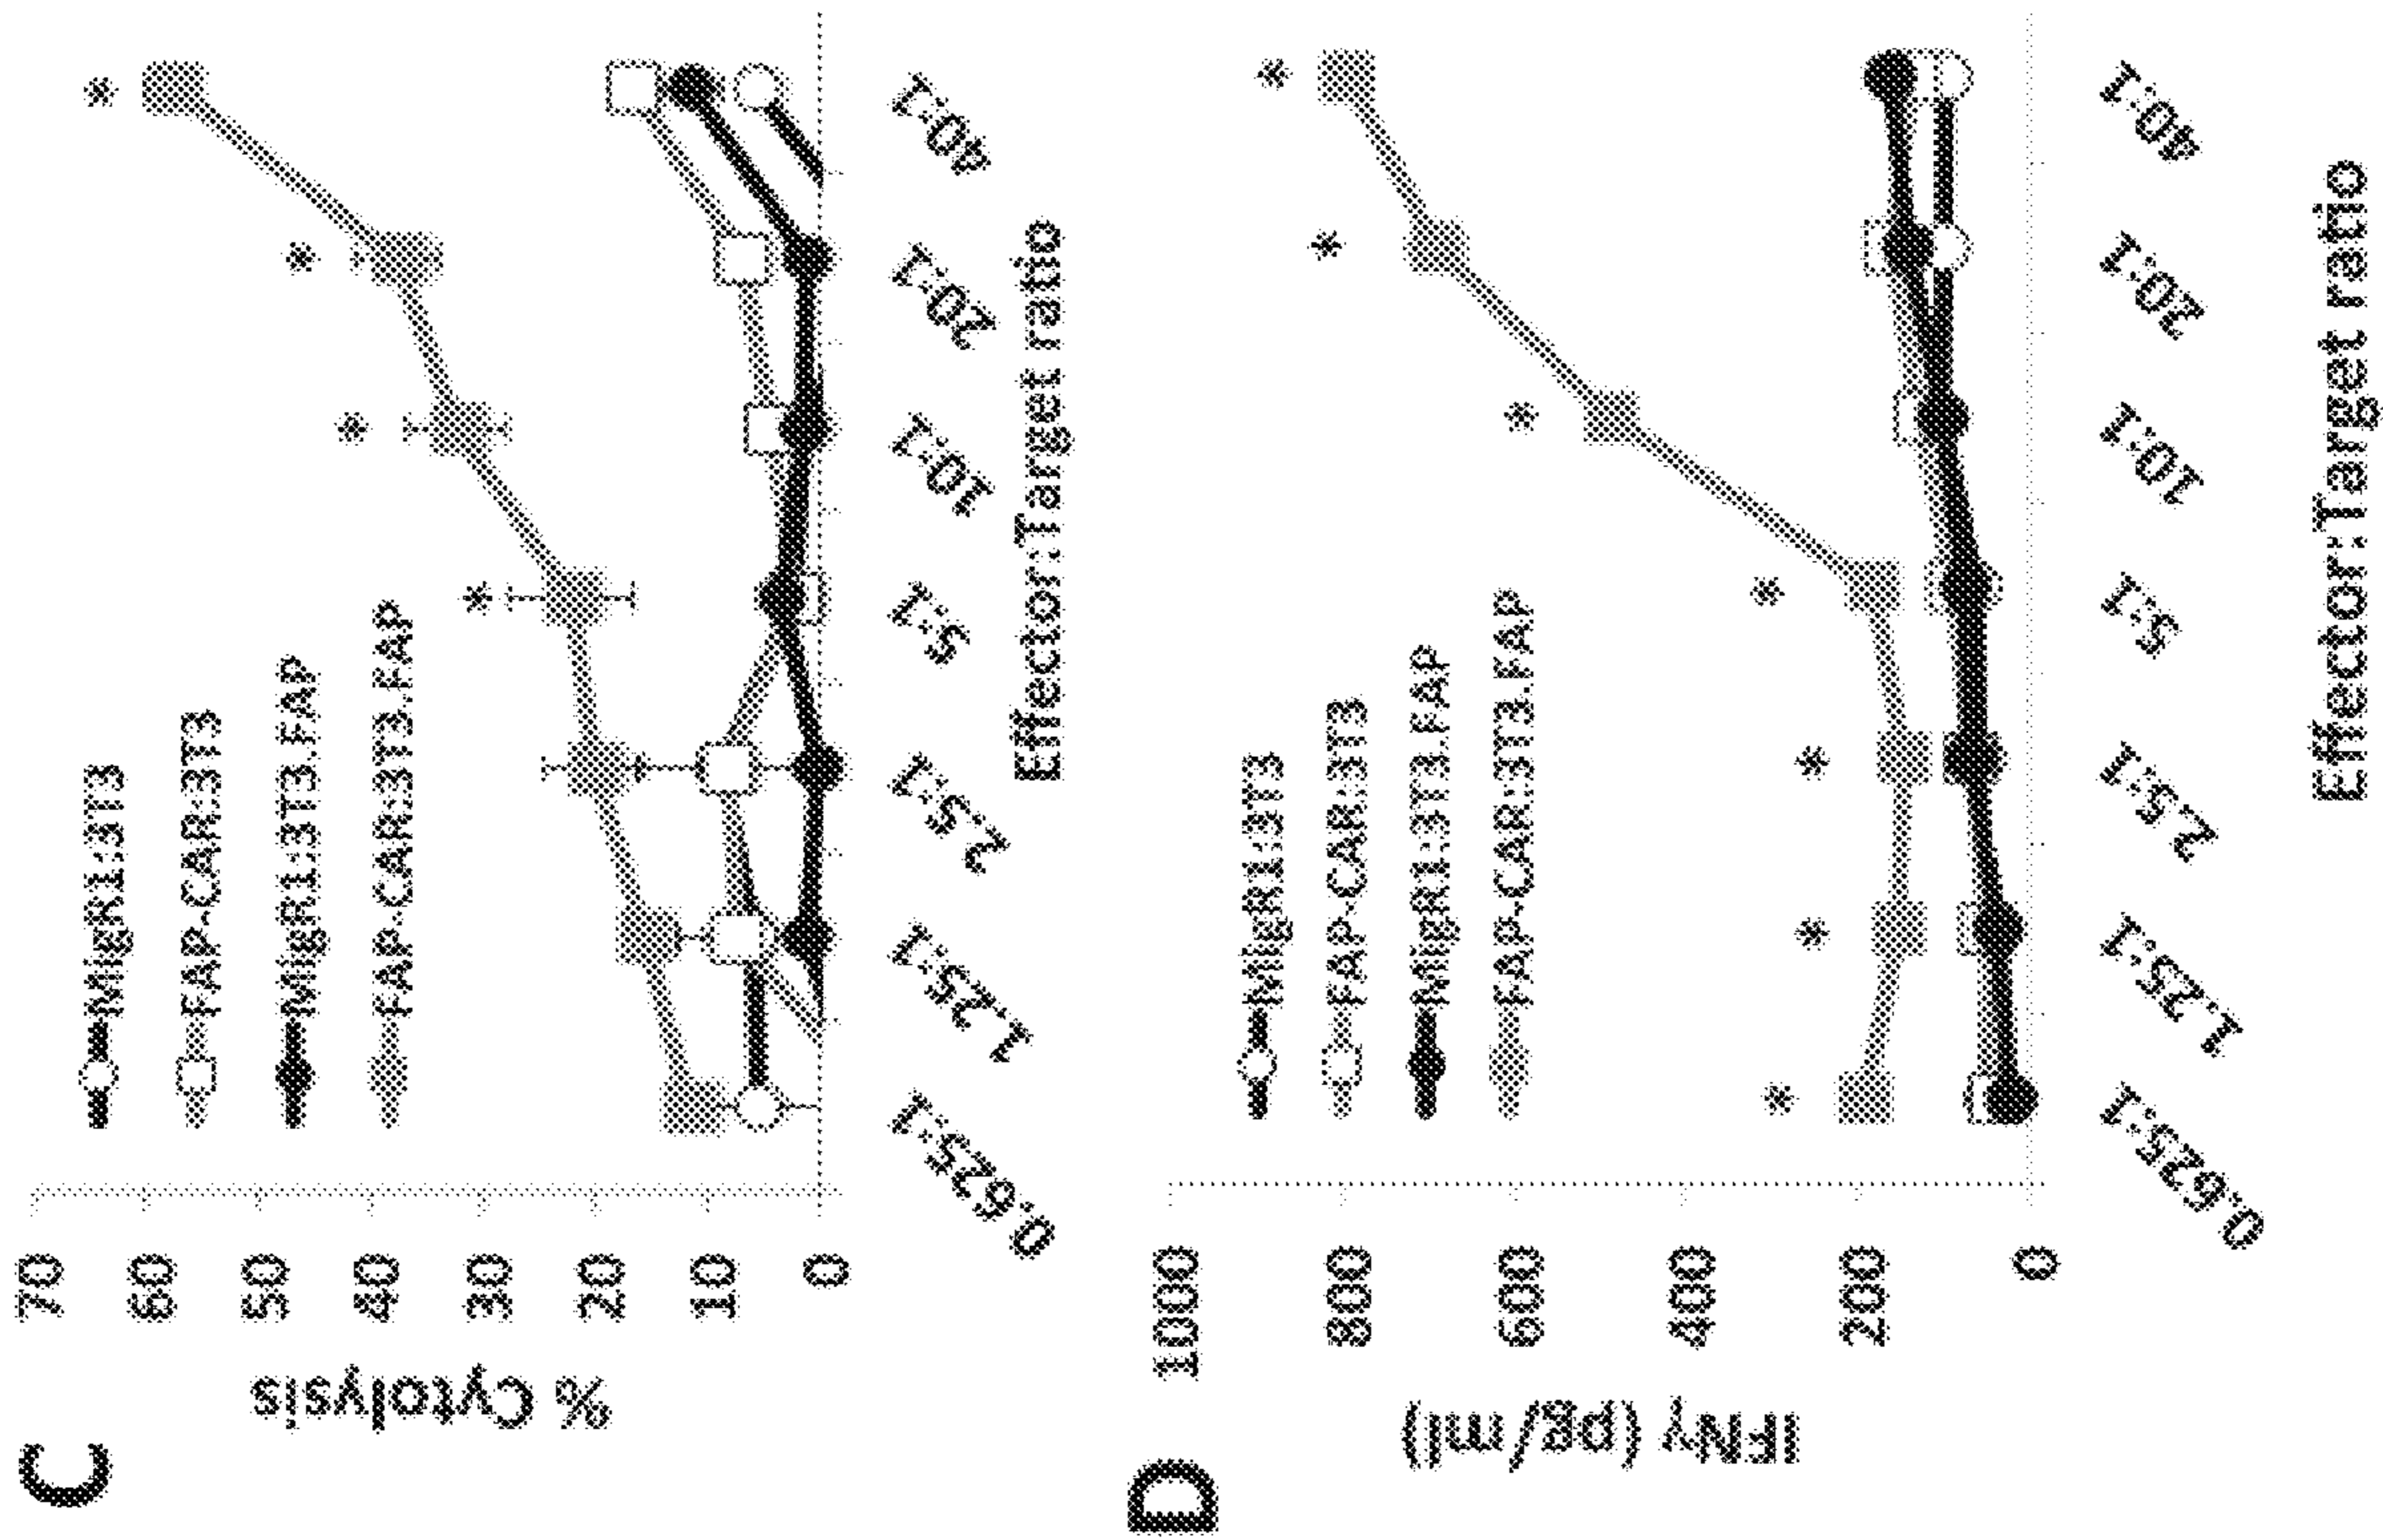 C
% Cytolysis
70
60
50
40
30
20
10
0
MigR1:3T3
FAP-CAR:3T3
MigR1:3T3.FAP
FAP-CAR:3T3.FAP
*
*
*
*
0.625:1
1.25:1
2.5:1
5:1
10:1
20:1
40:1
Effector:Target ratio
D
IFNγ (pg/ml)
1000
800
600
400
200
0
MigR1:3T3
FAP-CAR:3T3
MigR1:3T3.FAP
FAP-CAR:3T3.FAP
*
*
*
*
*
*
*
0.625:1
1.25:1
2.5:1
5:1
10:1
20:1
40:1
Effector:Target ratio